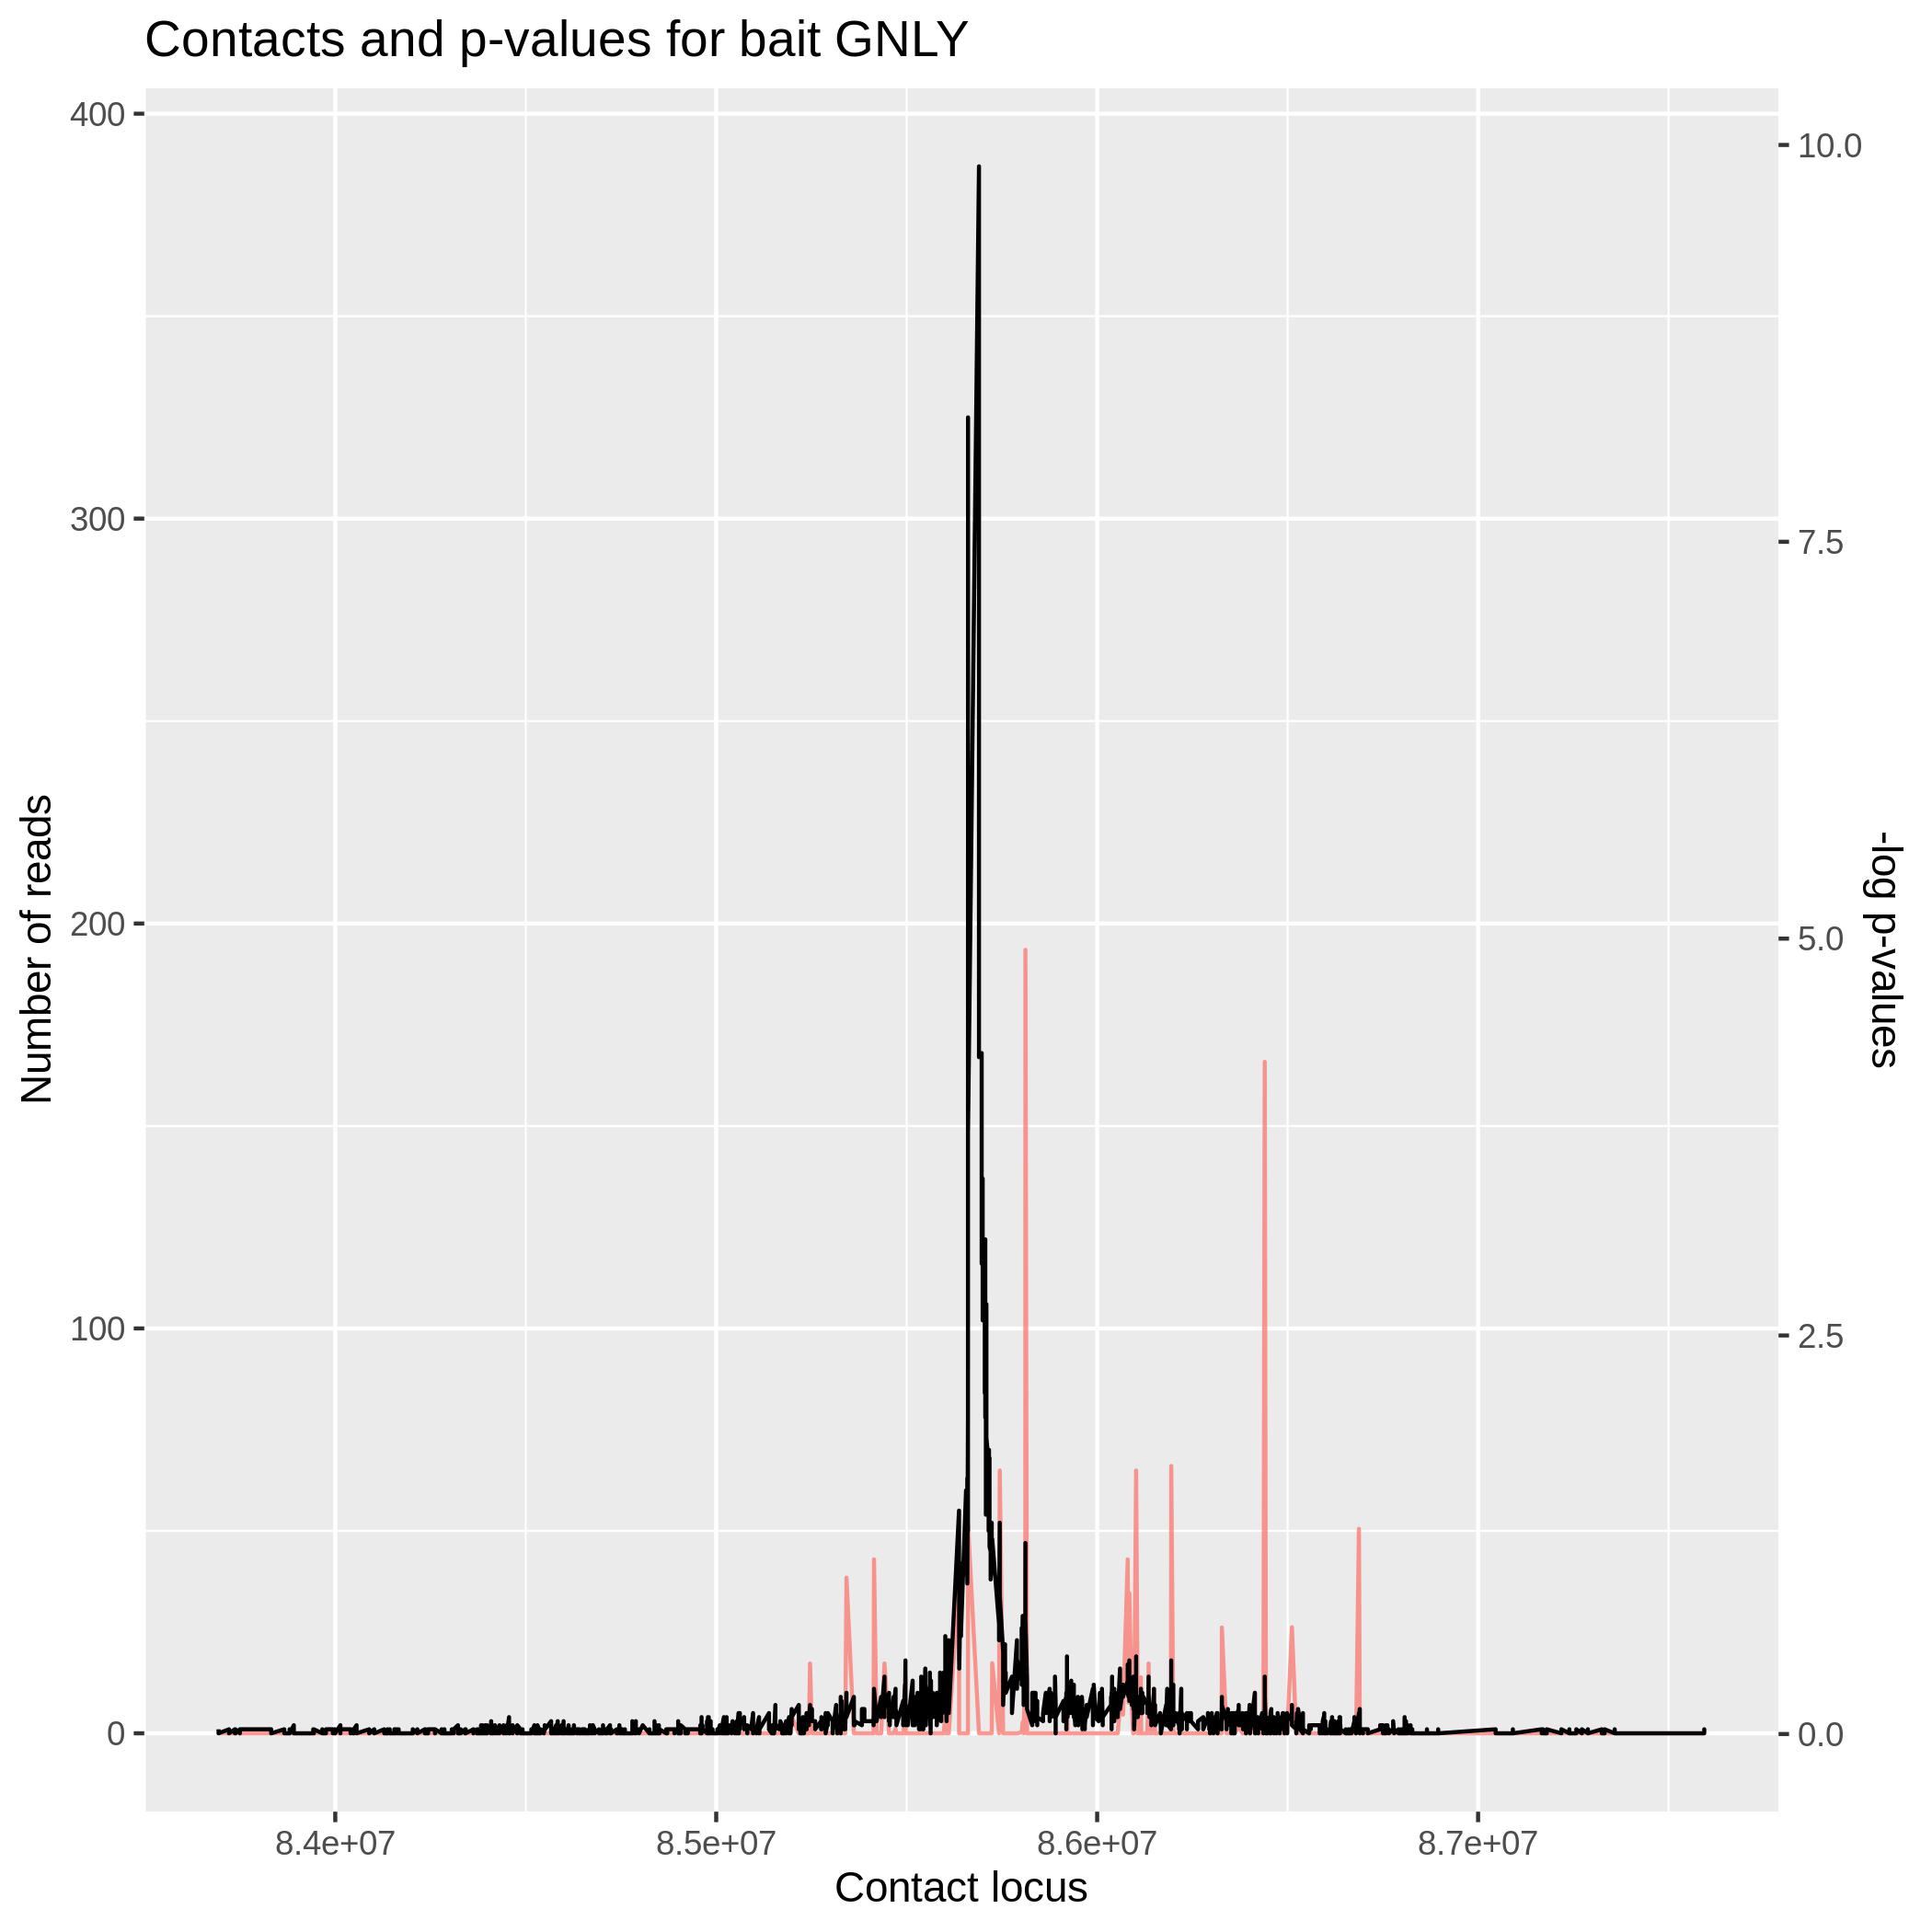 Contacts and p-values for bait GNLY
400
300
200
100
0
Number of reads
10.0
7.5
5.0
2.5
0.0
-log p-values
8.4e+07
8.5e+07
8.6e+07
8.7e+07
Contact locus